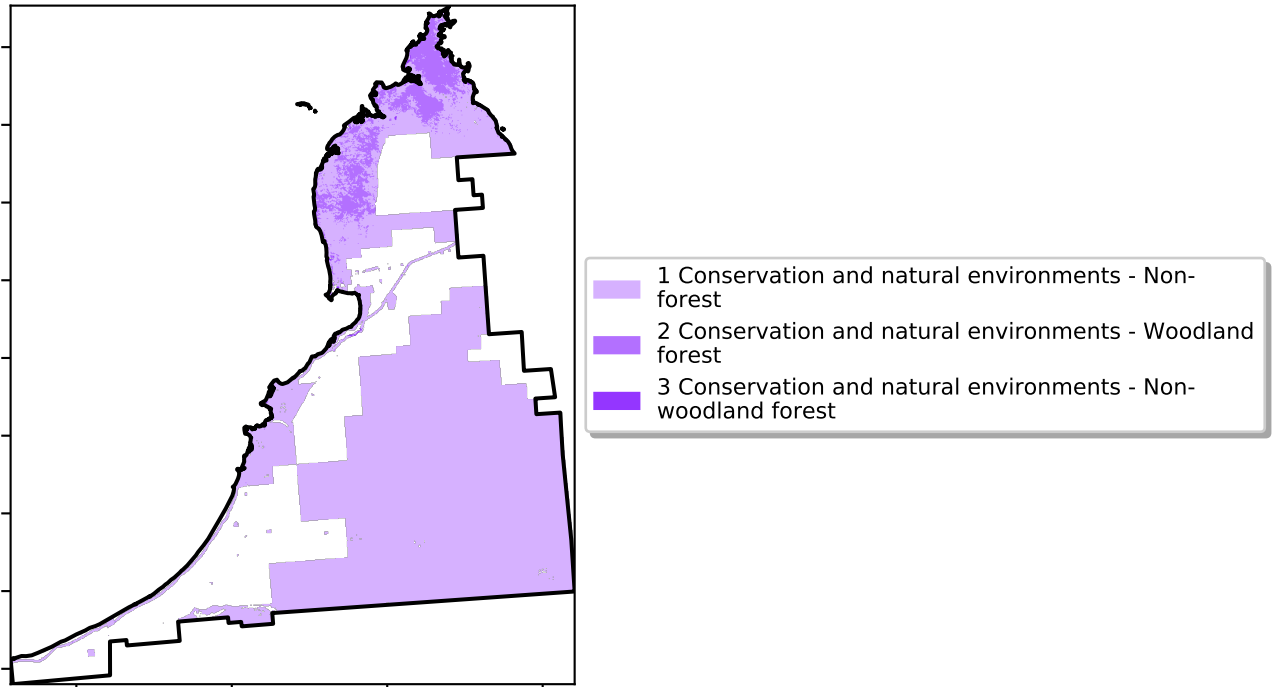 1 Conservation and natural environments - Non-
forest
2 Conservation and natural environments - Woodland
forest
3 Conservation and natural environments - Non-
woodland forest